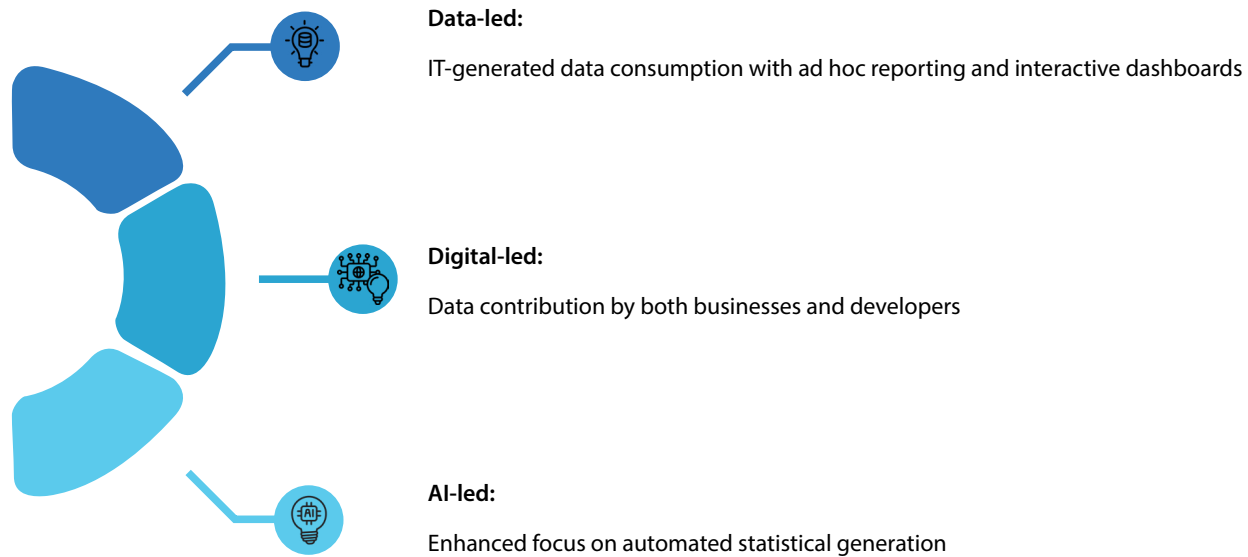 Data-led:
IT-generated data consumption with ad hoc reporting and interactive dashboards
Digital-led:
Data contribution by both businesses and developers
AI
AI-led:
Enhanced focus on automated statistical generation